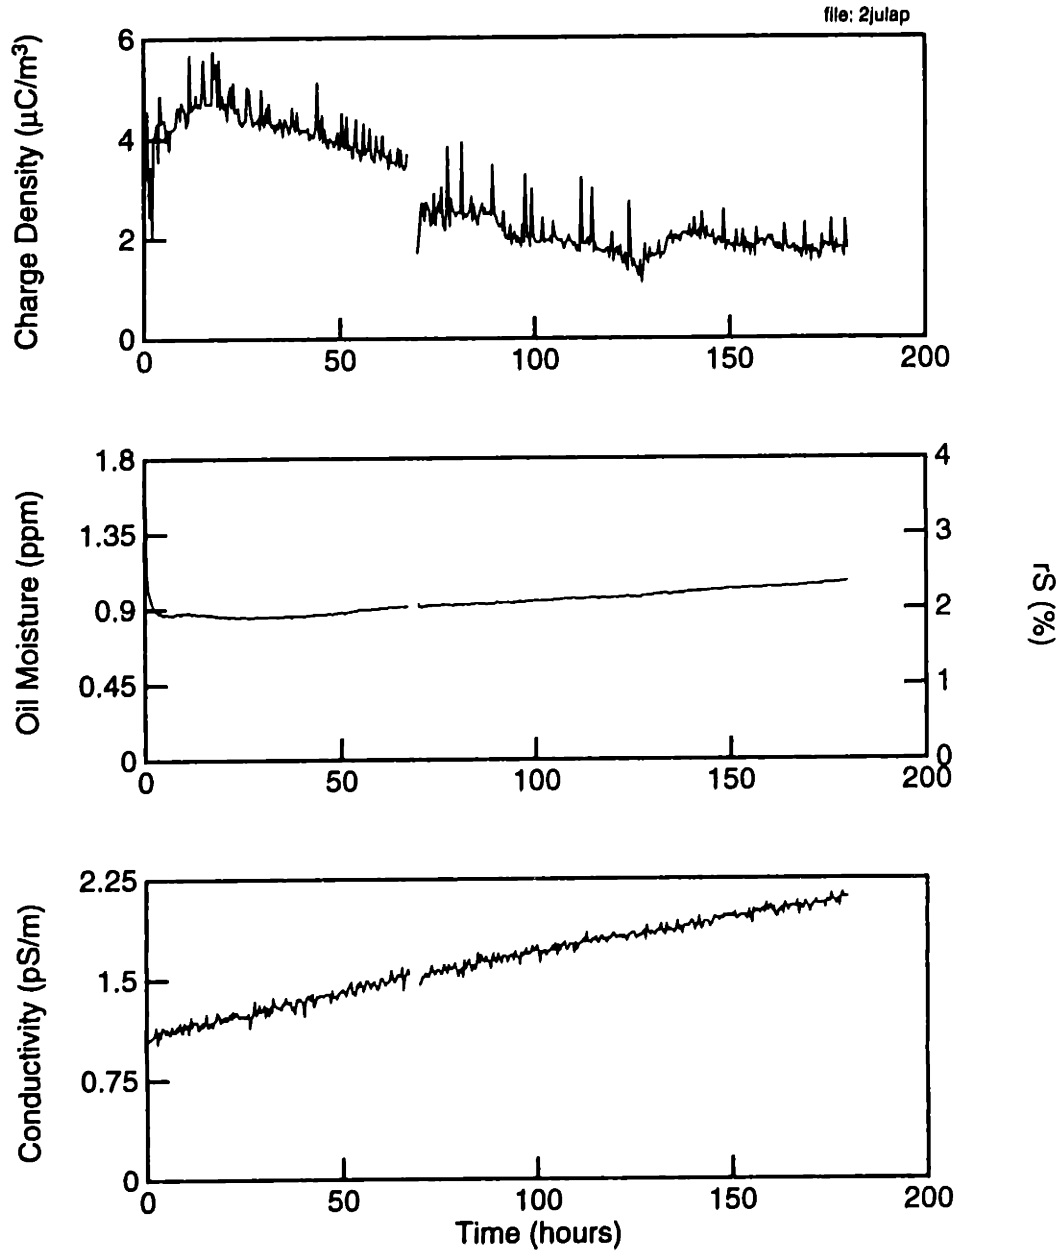 file: 2julap
Charge Density (μC/m³)
6
4
2
0
0 50 100 150 200
Oil Moisture (ppm)
1.8
1.35
0.9
0.45
0
4
3
2
1
0
rS (%)
0 50 100 150 200
Conductivity (pS/m)
2.25
1.5
0.75
0
0 50 100 150 200
Time (hours)